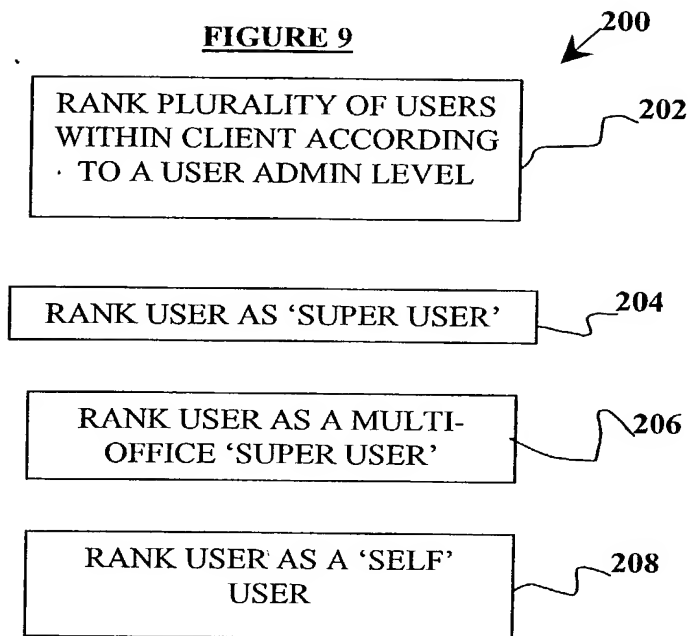 FIGURE 9
200
RANK PLURALITY OF USERS
WITHIN CLIENT ACCORDING
TO A USER ADMIN LEVEL
202
RANK USER AS ‘SUPER USER’
204
RANK USER AS A MULTI-
OFFICE ‘SUPER USER’
206
RANK USER AS A ‘SELF’
USER
208